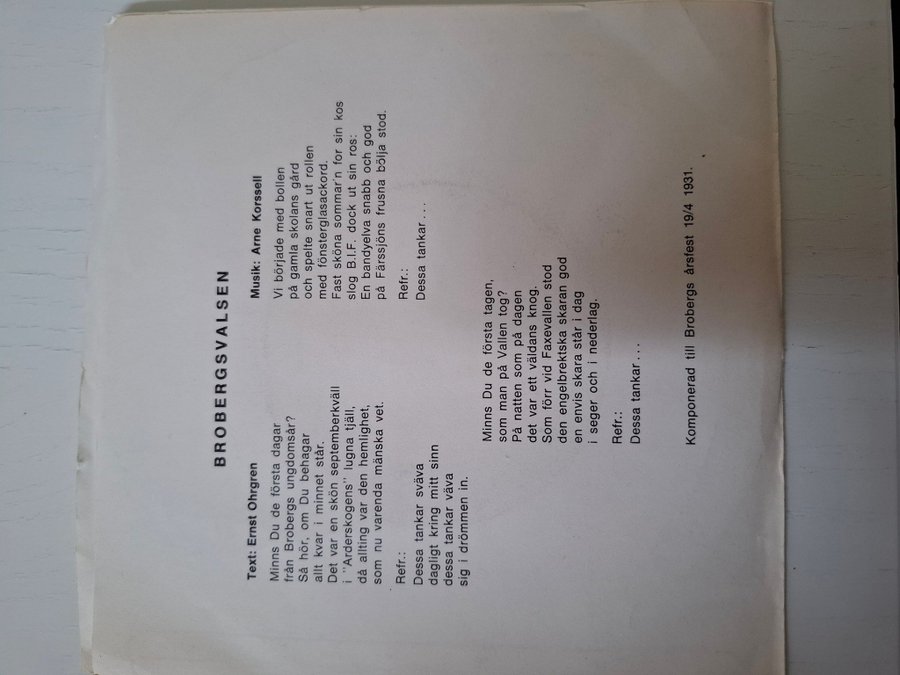 BROBERGSVALSEN
Text: Ernst Ohrgren
Minns Du de första dagar
från Brobergs ungdomsår?
Så hör, om Du behagar
allt kvar i minnet står.
Det var en skön septemberkväll
i "Arderskogens" lugna tjäll,
då allting var den hemlighet,
som nu varenda mänska vet.
Refr.:
Dessa tankar sväva
dagligt kring mitt sinn
dessa tankar väva
sig i drömmen in.
Musik: Arne Korssell
Vi började med bollen
på gamla skolans gård
och spelte snart ut rollen
med fönsterglasackord.
Fast sköna sommar'n for sin kos
slog B.I.F. dock ut sin ros:
En bandyelva snabb och god
på Färssjöns frusna bölja stod.
Refr.:
Dessa tankar....
Minns Du de första tagen,
som man på Vallen tog?
På natten som på dagen
det var ett väldans knog.
Som förr vid Faxevallen stod
den engelbrektska skaran god
en envis skara står i dag
i seger och i nederlag.
Refr.:
Dessa tankar....
Komponerad till Brobergs årsfest 19/4 1931.